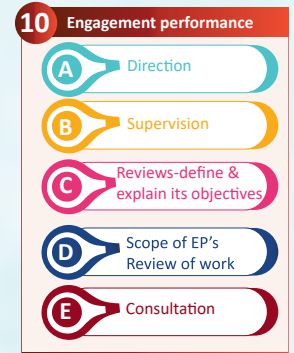 10 Engagement performance
A Direction
B Supervision
C Reviews-define &
explain its objectives
D Scope of EP's
Review of work
E Consultation